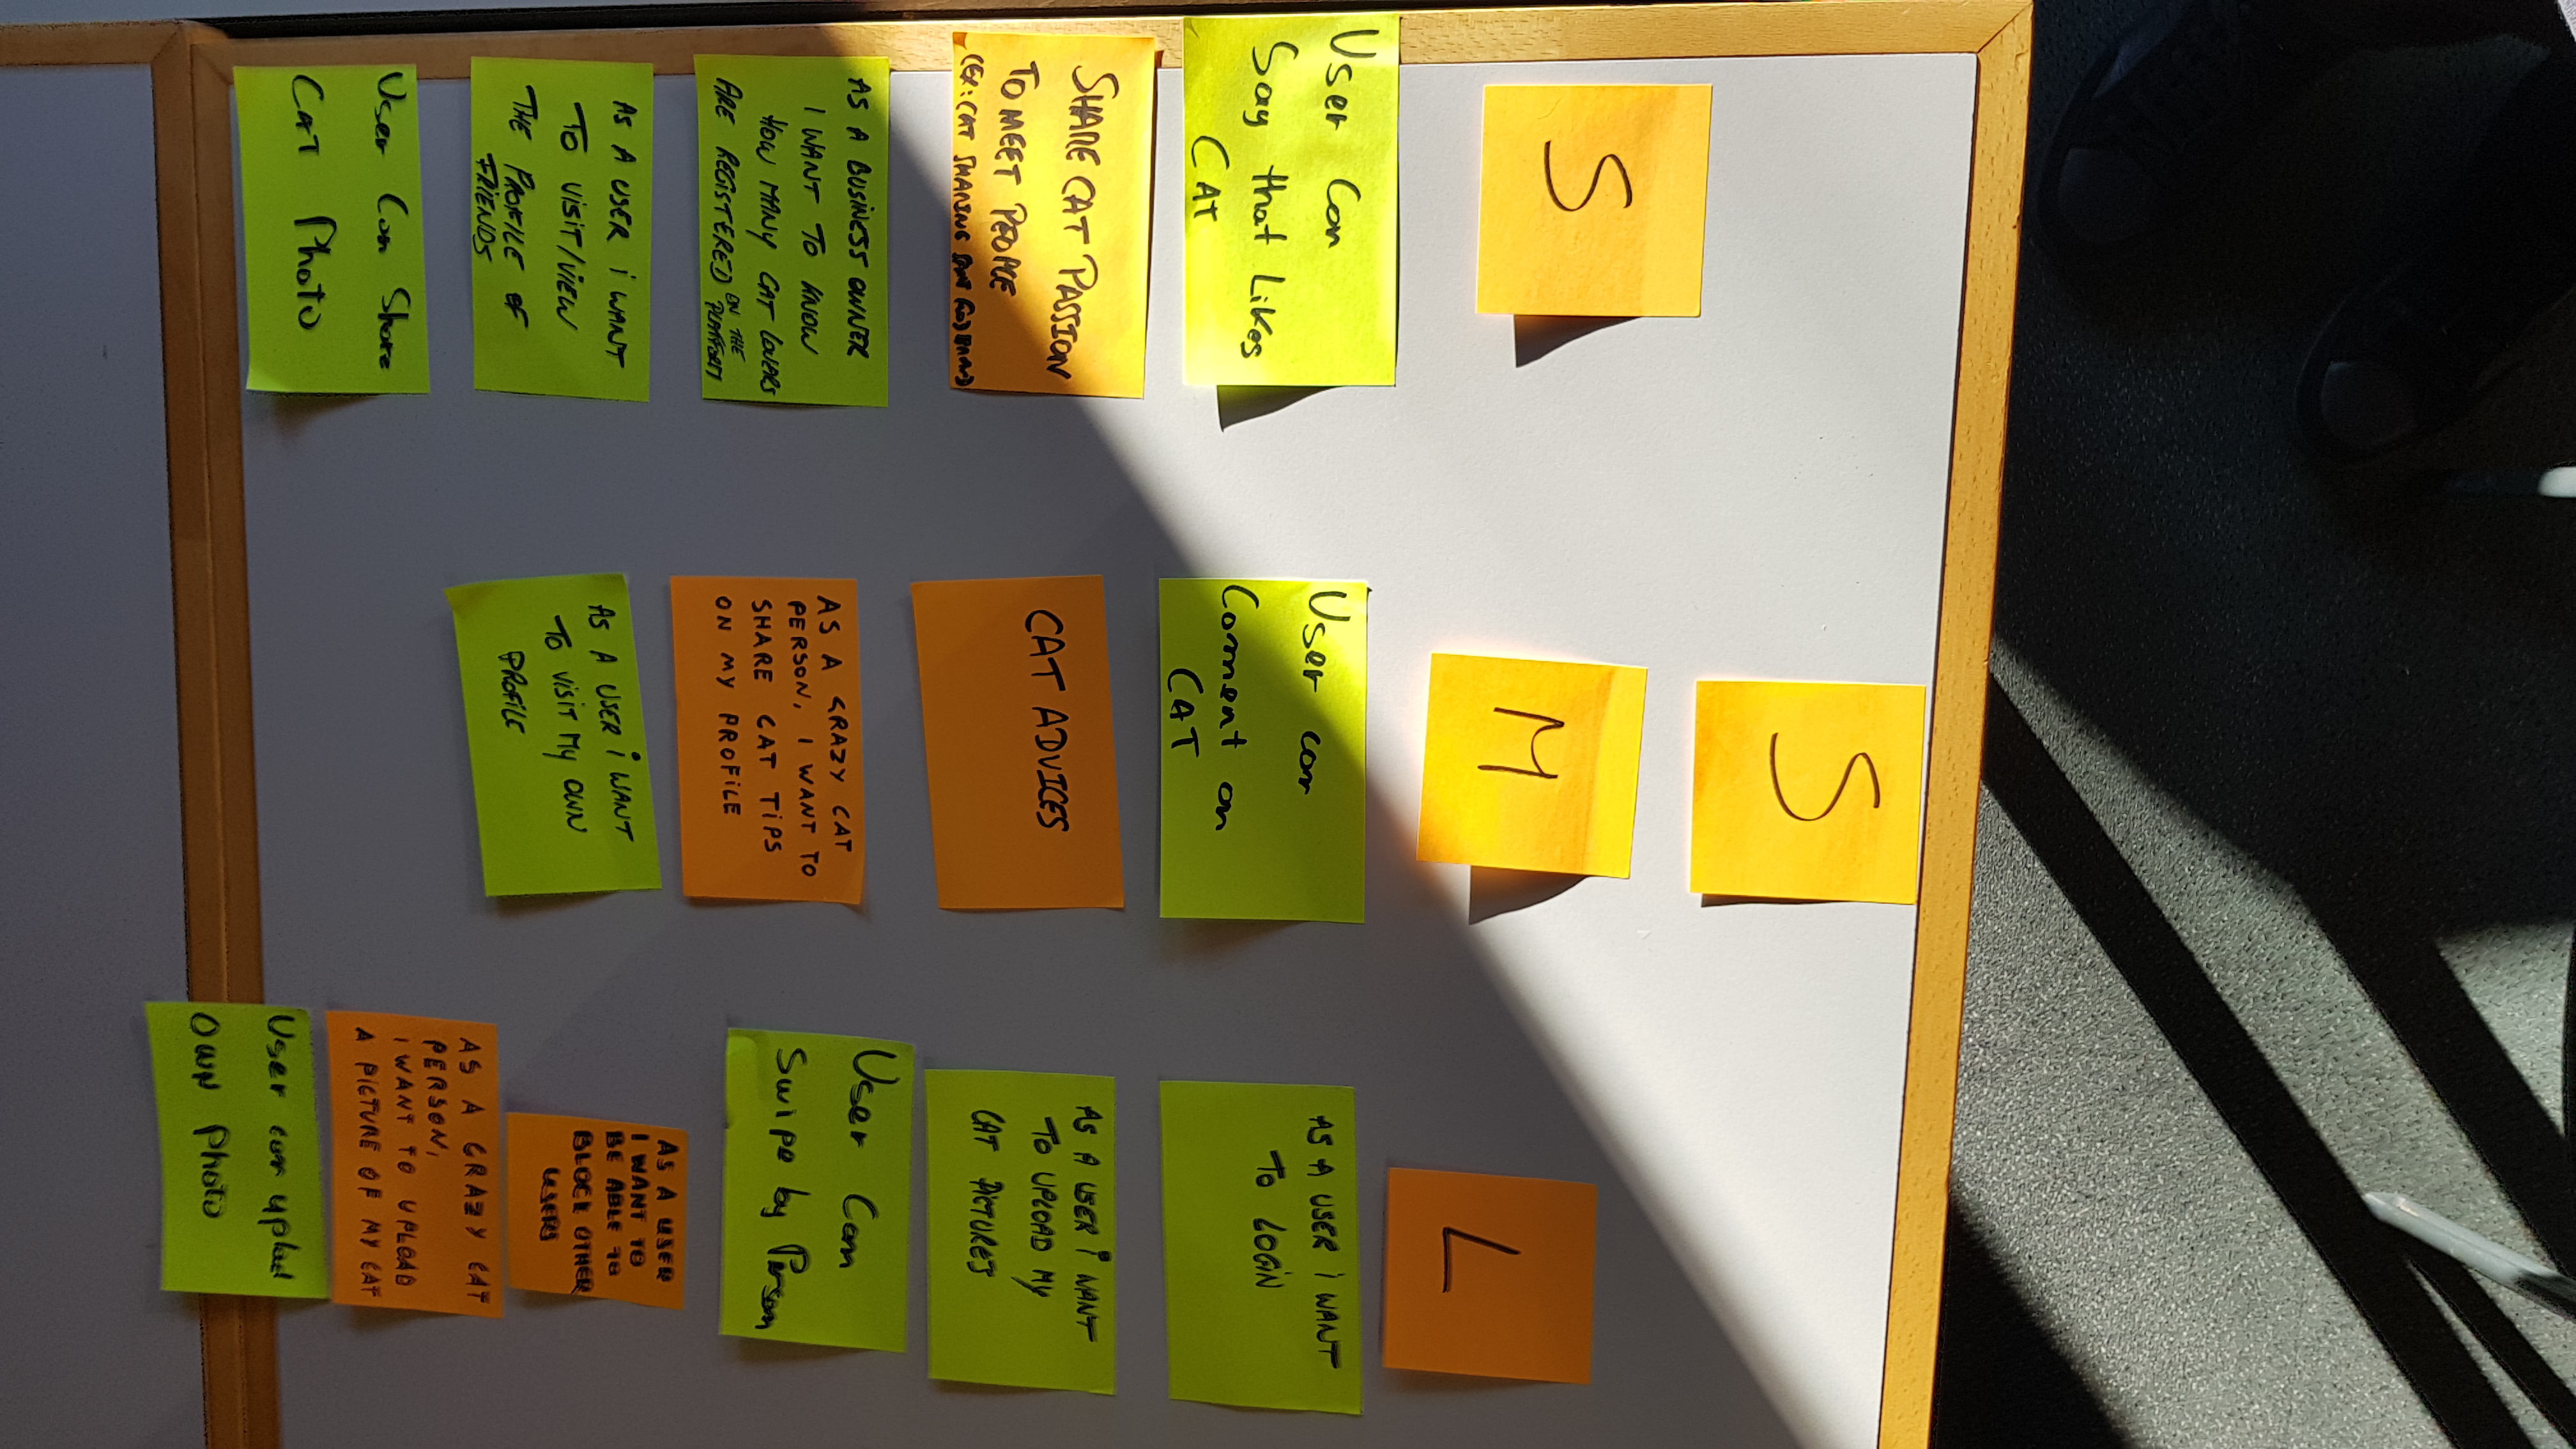 S
S
User Can
Say that Likes
CAT
SHARE CAT PASSION
TO MEET PEOPLE
(EX: CAT SHARING
AS A BUSINESS OWNER
I WANT TO KNOW
HOW MANY CAT LOVERS
ARE REGISTERED ON THE
PLATFORM
AS A USER i WANT
TO VISIT/VIEW
THE PROFILE OF
FRIENDS
User Can Share
CAT Photo
M
User can
Coment on
CAT
CAT ADVICES
AS A CRAZY CAT
PERSON, I WANT TO
SHARE CAT TIPS
ON MY PROFILE
AS A USER i WANT
TO VISIT MY OWN
PROFILE
L
AS A USER i WANT
TO LOGIN
AS A USER i WANT
TO UPLOAD MY
CAT PICTURES
User Can
Swipe by Person
AS A USER
I WANT TO
BE ABLE TO
BLOCK OTHER
USERS
AS A CRAZY CAT
PERSON,
I WANT TO UPLOAD
A PICTURE OF MY CAT
User can upload
Own Photo